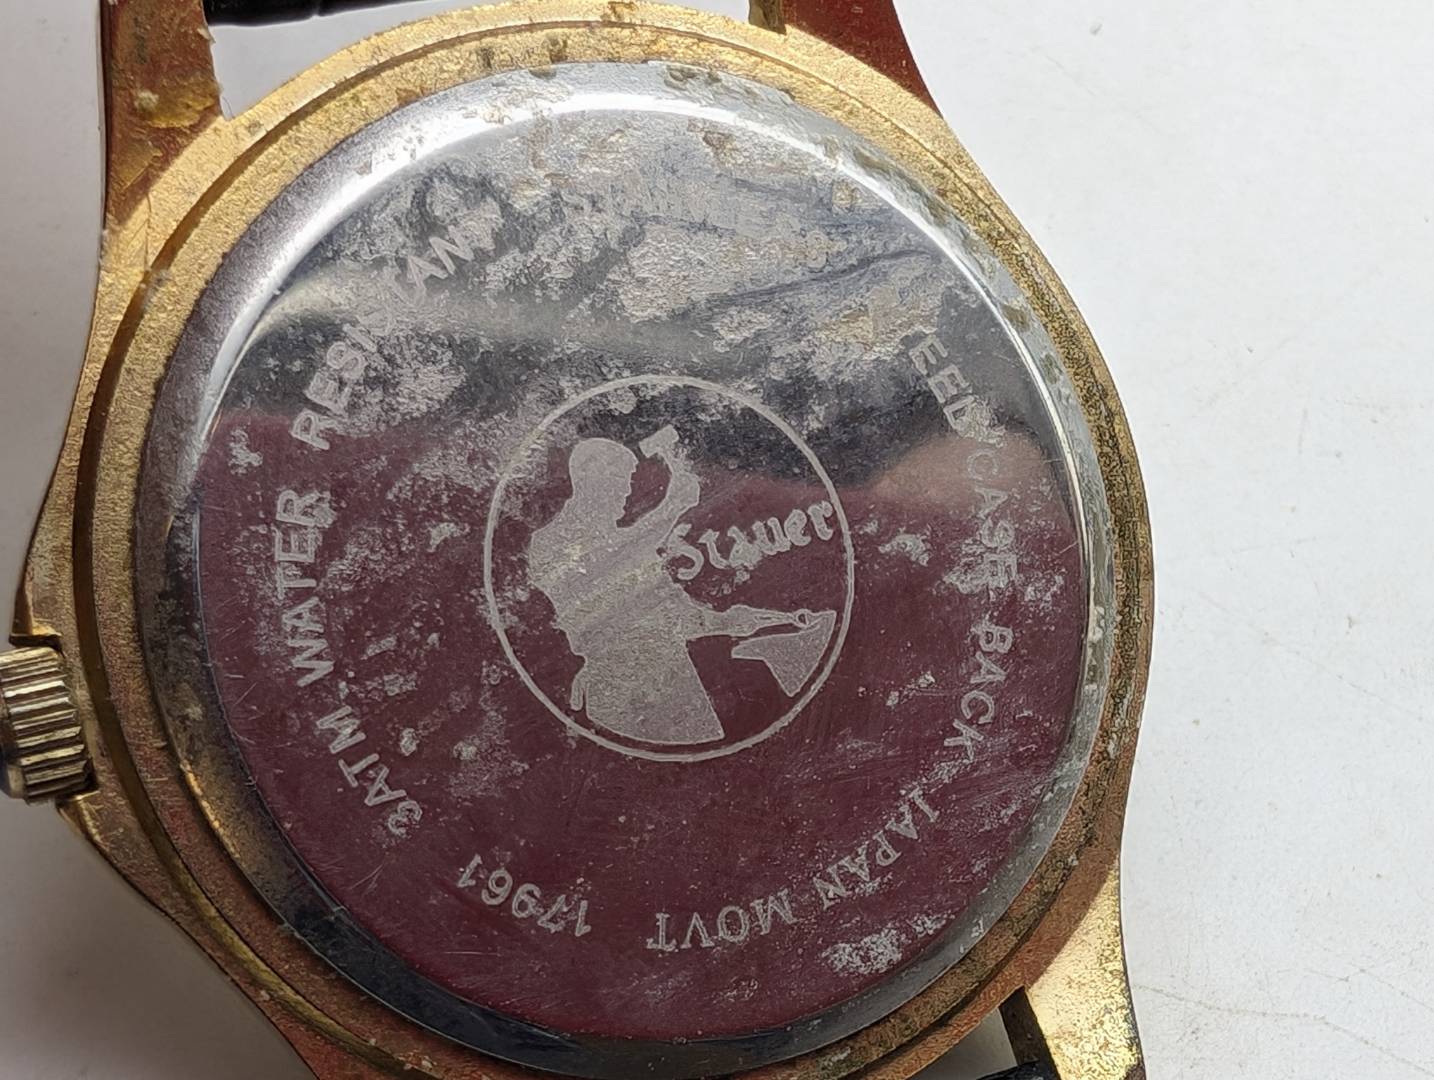 Stauer
3ATM WATER RESISTANT
CASE BACK JAPAN MOVT 17961